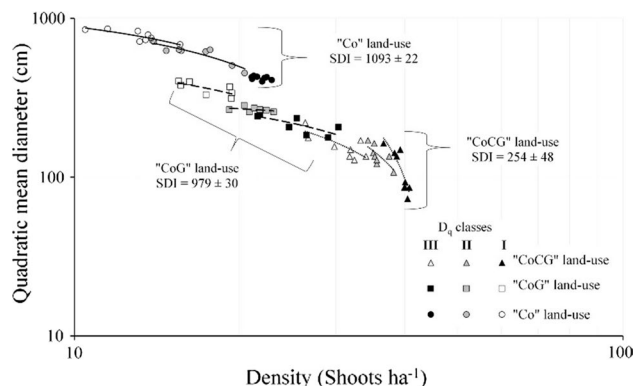 1000
100
10
10
100
Quadratic mean diameter (cm)
Density (Shoots ha-1)
"Co" land-use
SDI = 1093 ± 22
"CoCG" land-use
SDI = 254 ± 48
"CoG" land-use
SDI = 979 ± 30
Dq classes
III II I
"CoCG" land-use
"CoG" land-use
"Co" land-use